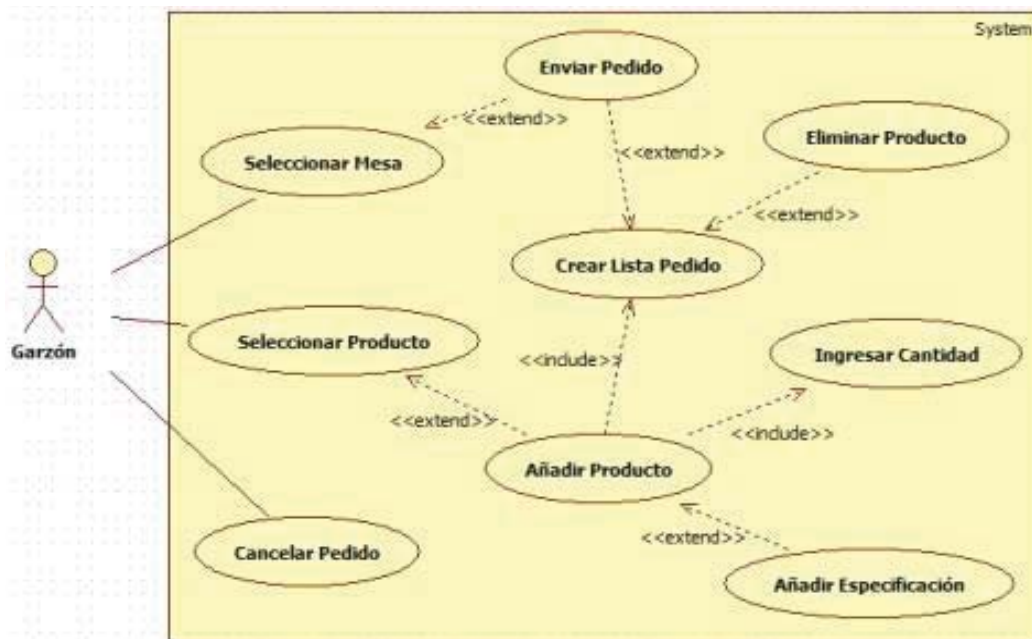 System
Enviar Pedido
<<extend>>
Eliminar Producto
Seleccionar Mesa
<<extend>>
<<extend>>
Crear Lista Pedido
Seleccionar Producto
Garzón
<<include>>
Ingresar Cantidad
<<extend>>
<<include>>
Añadir Producto
<<extend>>
Cancelar Pedido
Añadir Especificación